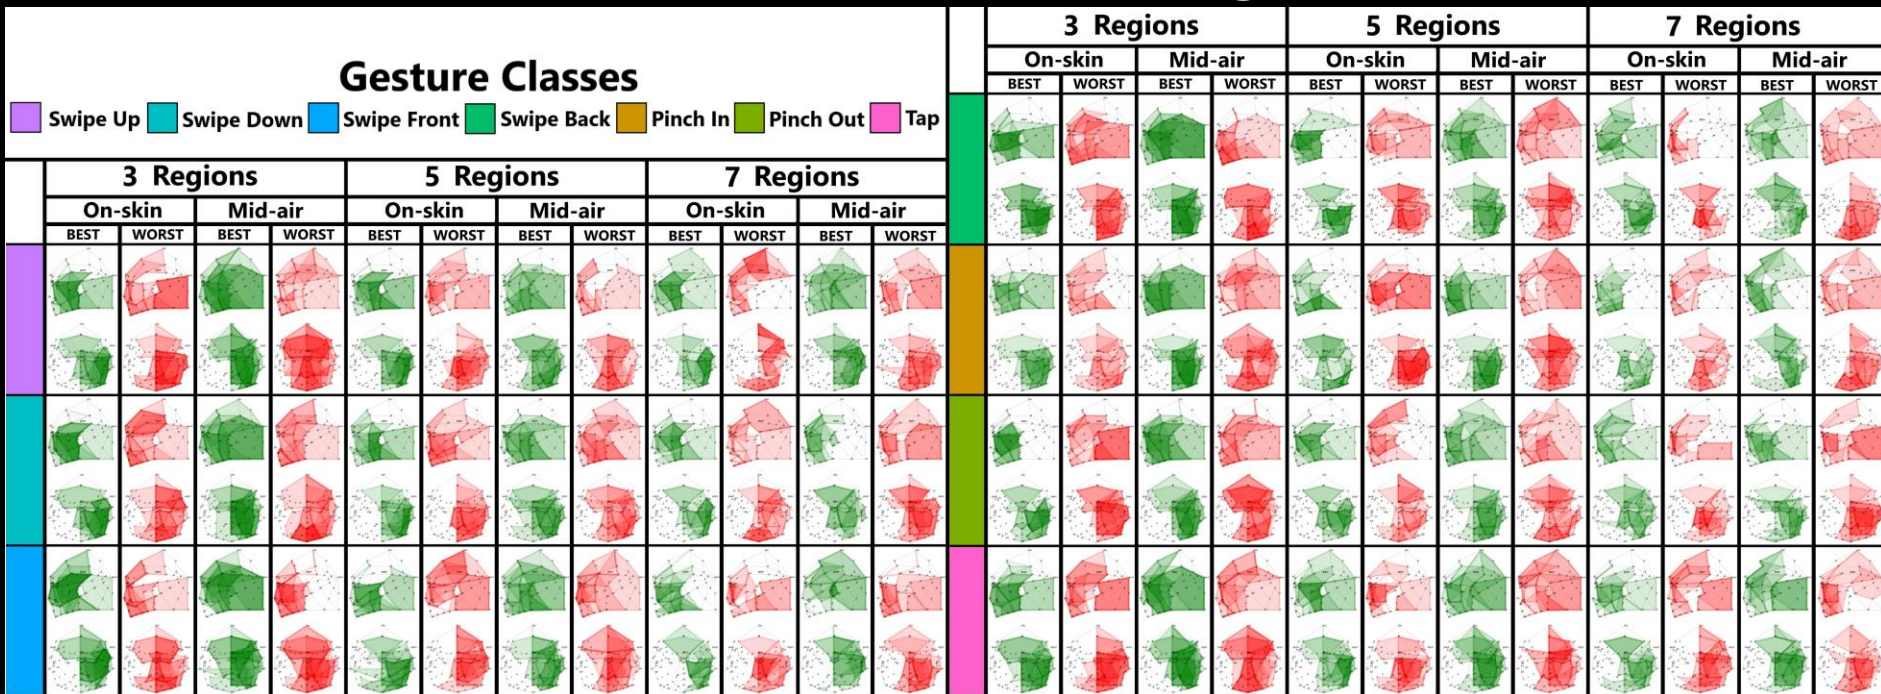 Gesture Classes
Swipe Up Swipe Down Swipe Front Swipe Back Pinch In Pinch Out Tap
3 Regions 5 Regions 7 Regions
On-skin Mid-air On-skin Mid-air On-skin Mid-air
BEST WORST BEST WORST BEST WORST BEST WORST BEST WORST BEST WORST
3 Regions 5 Regions 7 Regions
On-skin Mid-air On-skin Mid-air On-skin Mid-air
BEST WORST BEST WORST BEST WORST BEST WORST BEST WORST BEST WORST